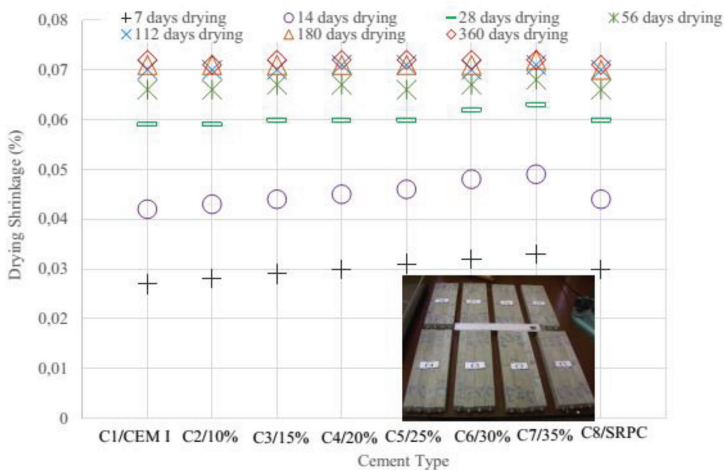 0,08
7 days drying 14 days drying 28 days drying 56 days drying
112 days drying 180 days drying 360 days drying
0,07
0,06
0,05
0,04
0,03
0,02
0,01
0
Drying Shrinkage (%)
C1/CEM I C2/10% C3/15% C4/20% C5/25% C6/30% C7/35% C8/SRPC
Cement Type